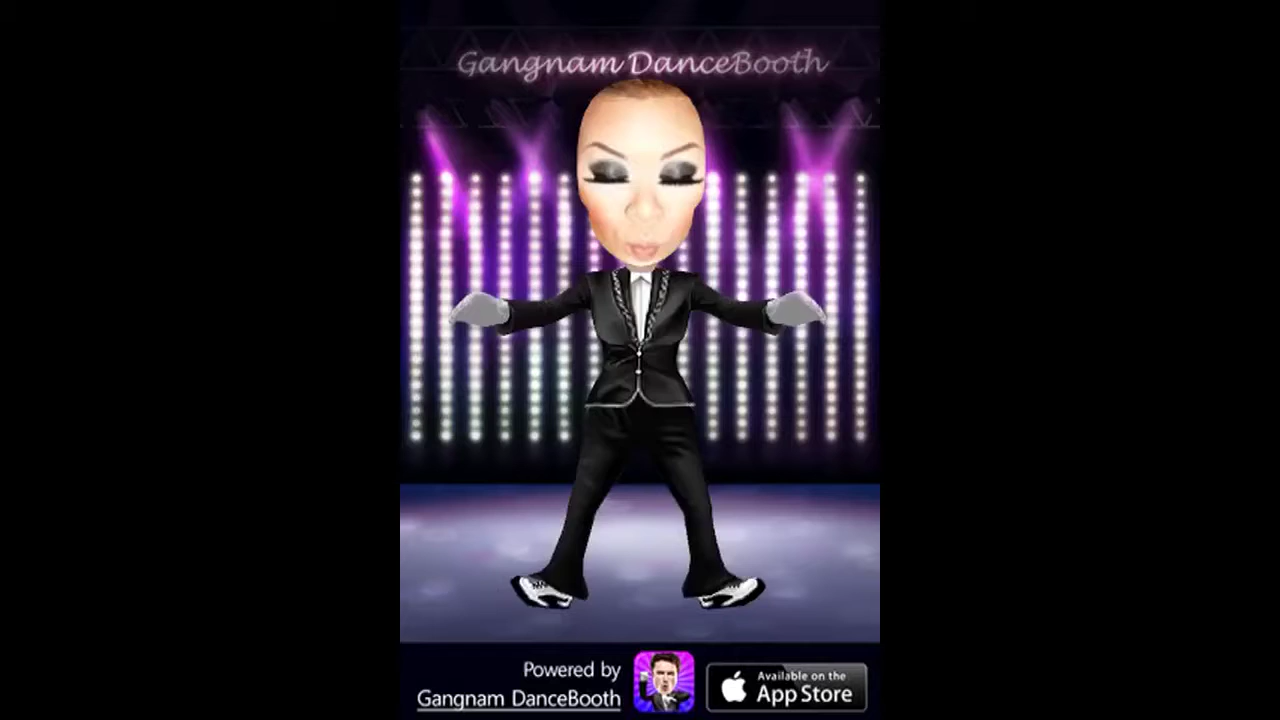 Gangnam DanceBooth
Powered by
Gangnam DanceBooth
Available on the
App Store